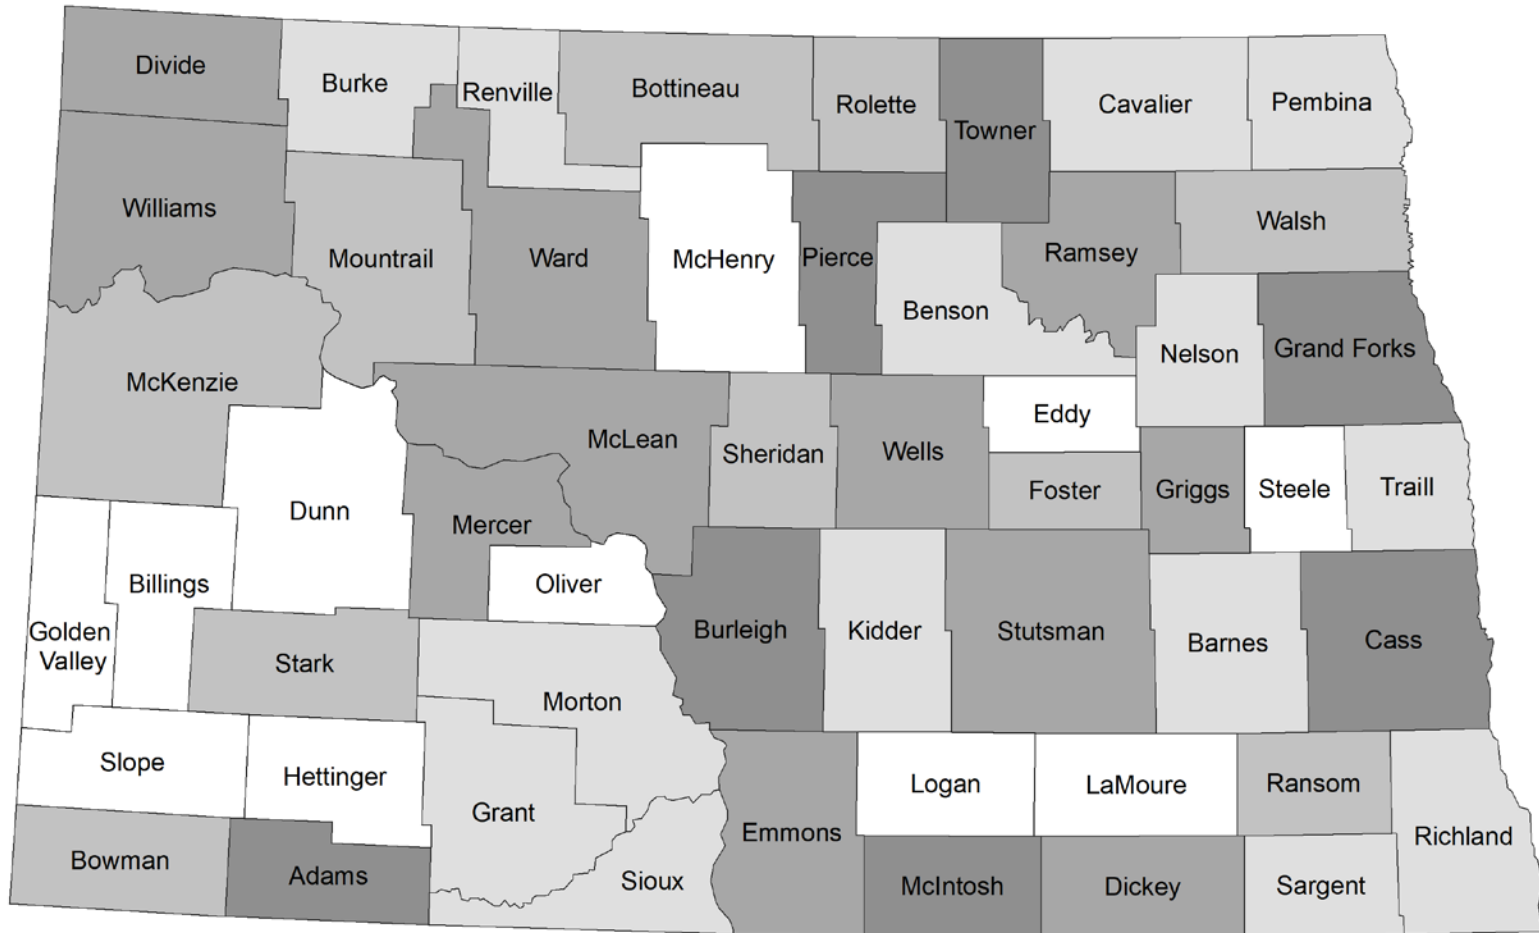 Divide
Burke
Renville
Bottineau
Rolette
Towner
Cavalier
Pembina
Williams
Mountrail
Ward
McHenry
Pierce
Benson
Ramsey
Walsh
Nelson
Grand Forks
McKenzie
McLean
Sheridan
Wells
Eddy
Foster
Griggs
Steele
Traill
Dunn
Mercer
Oliver
Billings
Golden
Valley
Stark
Morton
Burleigh
Kidder
Stutsman
Barnes
Cass
Slope
Hettinger
Grant
Emmons
Logan
LaMoure
Ransom
Richland
Bowman
Adams
Sioux
McIntosh
Dickey
Sargent